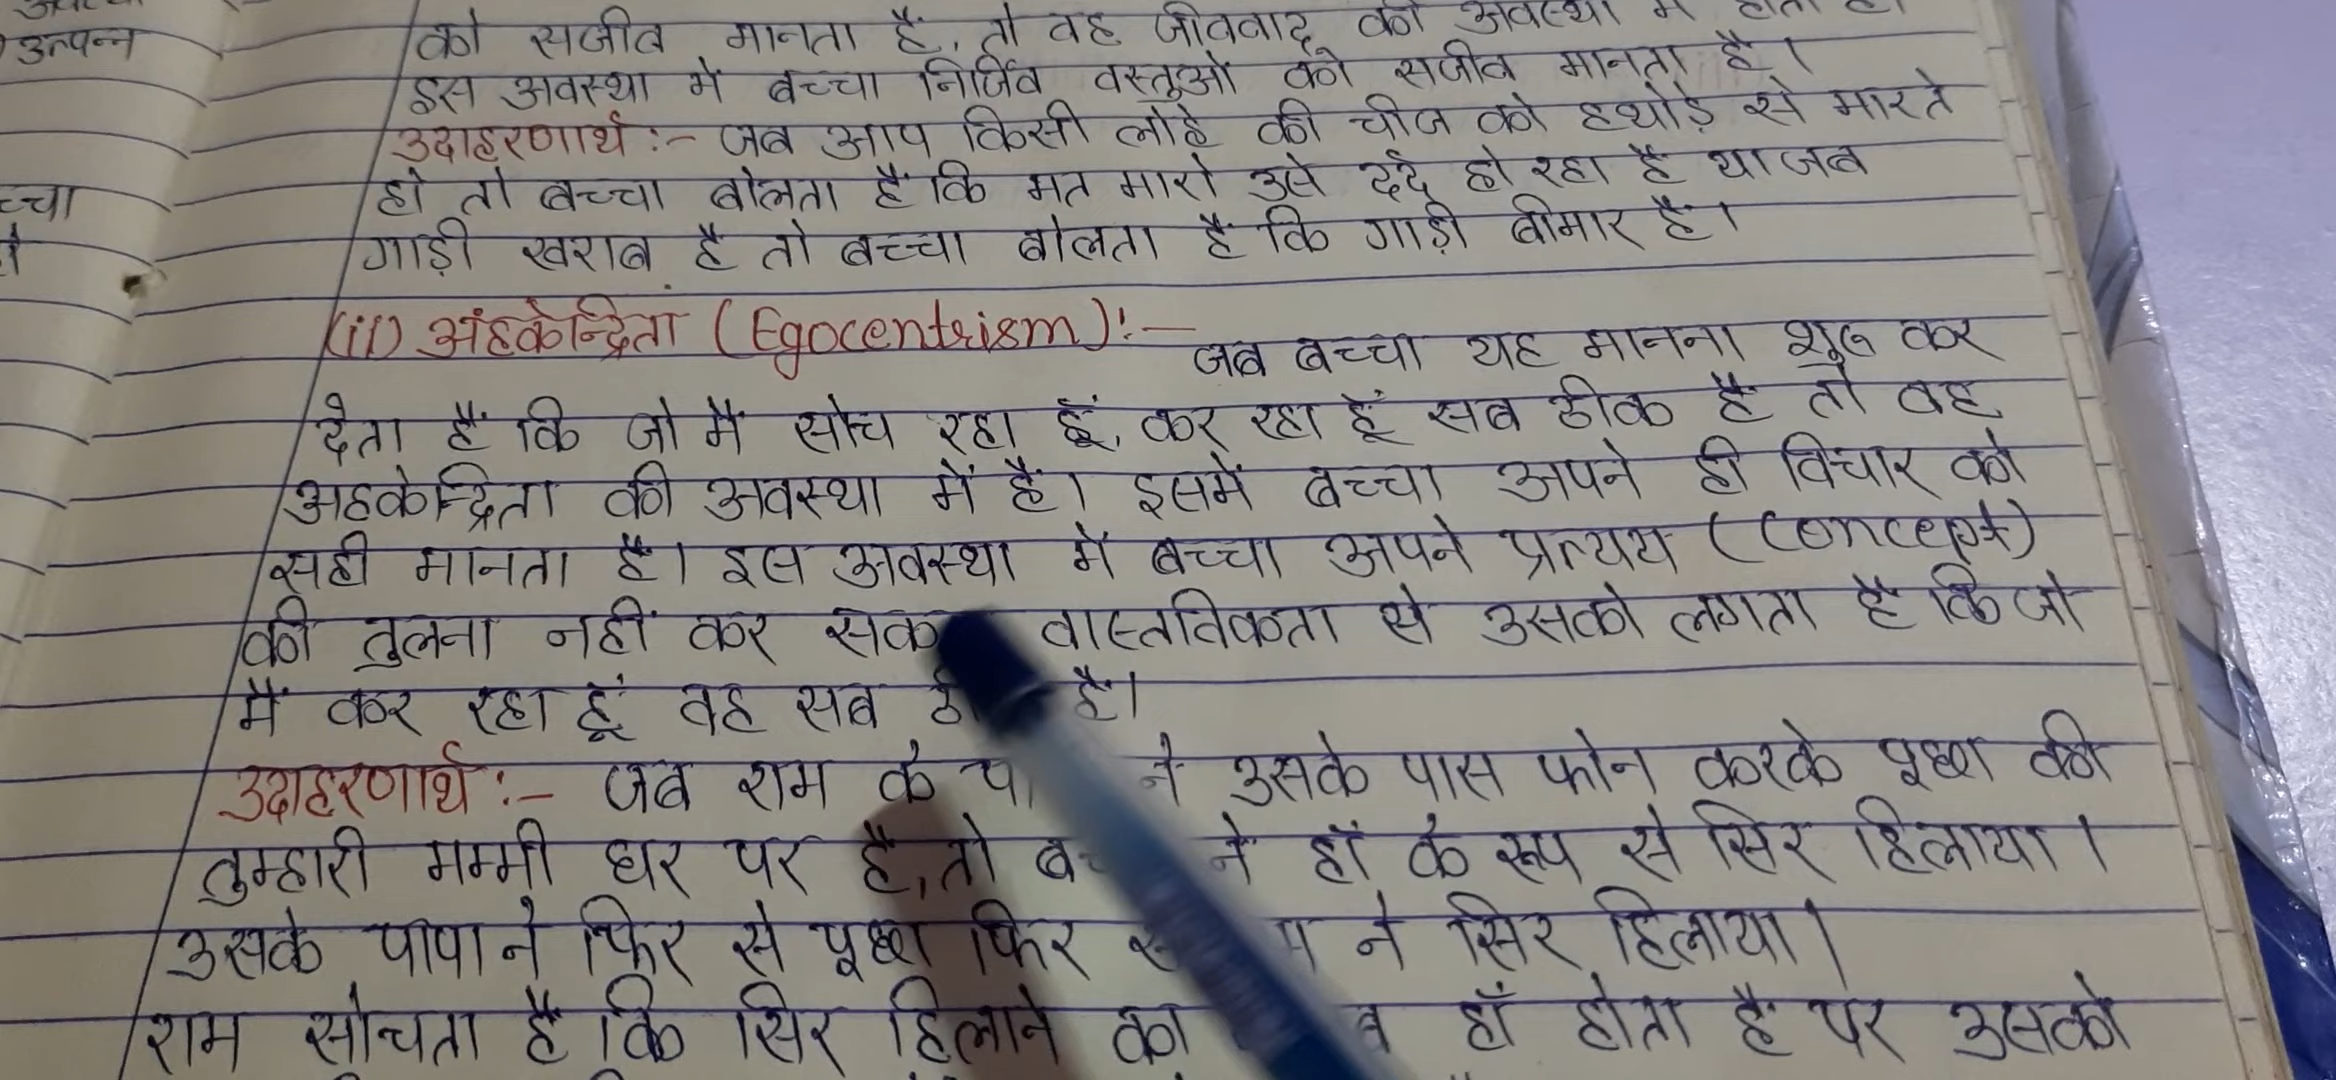 उत्पन्न
च्चा
को सजीव मानता है, तो वह जीववाद की अवस्था में होता है।
इस अवस्था में बच्चा निर्जिव वस्तुओं को सजीव मानता है।
उदाहरणार्थ :- जब आप किसी लोहे की चीज को हथोड़े से मारते
हो तो बच्चा बोलता है कि मत मारो उसे दर्द हो रहा है या जब
गाड़ी खराब है तो बच्चा बोलता है कि गाड़ी बीमार है।
(ii) अंहकेन्द्रिता (Egocentrism) :- जब बच्चा यह मानना शुरू कर
देता है कि जो मैं सोच रहा हूं, कर रहा हूं सब ठीक है तो वह
अहकेन्द्रिता की अवस्था में है। इसमें बच्चा अपने ही विचार को
सही मानता है। इस अवस्था में बच्चा अपने प्रत्यय (Concept)
की तुलना नहीं कर सक वास्तविकता से उसको लगता है कि जो
मैं कर रहा हूं वह सब है।
उदाहरणार्थ :- जब राम के ने उसके पास फोन करके पूछा की
तुम्हारी मम्मी घर पर है, तो ने हाँ के रूप से सिर हिलाया।
उसके पापा ने फिर से पूछा फिर ने सिर हिलाया।
राम सोचता है कि सिर हिलाने का हाँ होता है पर उसको